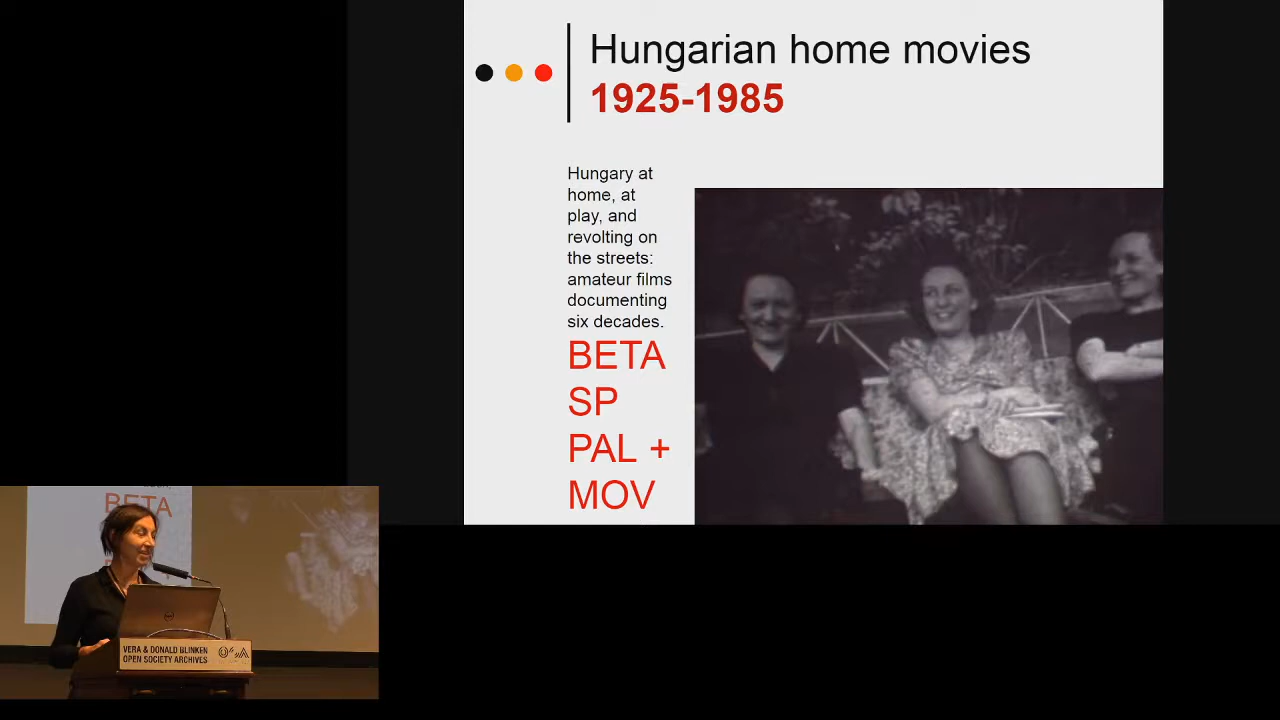 Hungarian home movies
1925-1985
Hungary at
home, at
play, and
revolting on
the streets:
amateur films
documenting
six decades.
BETA
SP
PAL +
MOV
BETA
VERA & DONALD BLINKEN
OPEN SOCIETY ARCHIVES